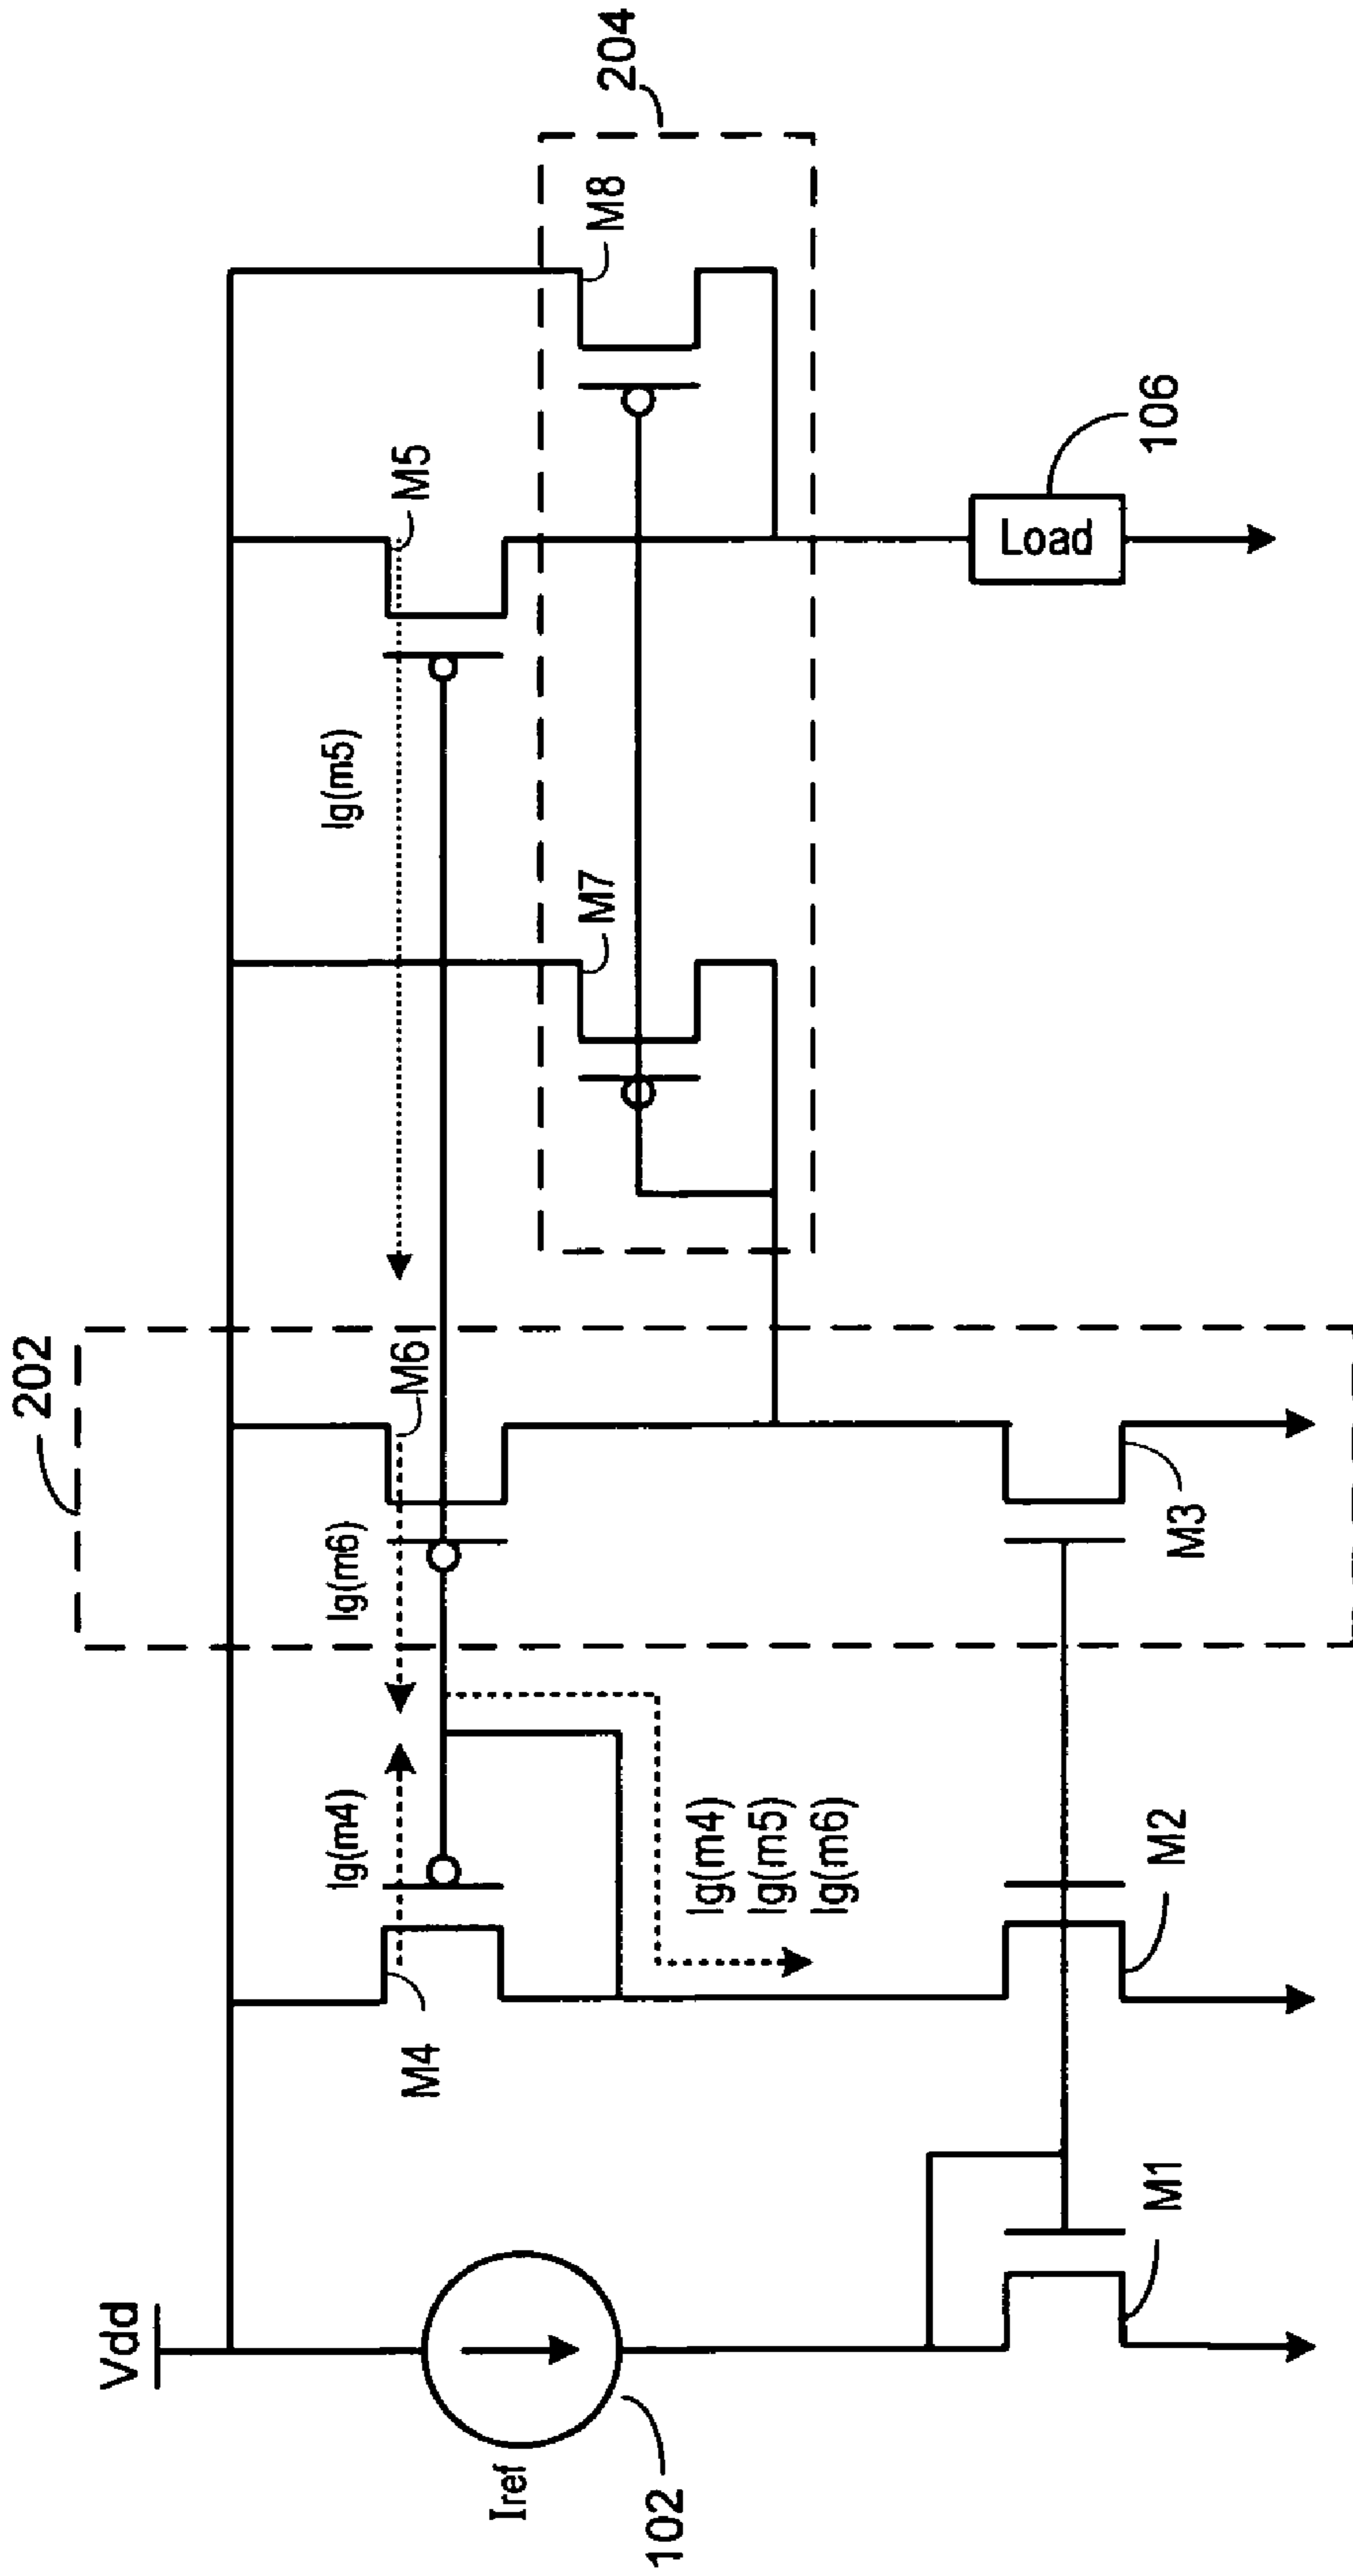 202
204
Vdd
Iref
102
M4
Ig(m4)
Ig(m6)
M6
Ig(m5)
M5
M7
M8
Ig(m4)
Ig(m5)
Ig(m6)
M1
M2
M3
Load
106